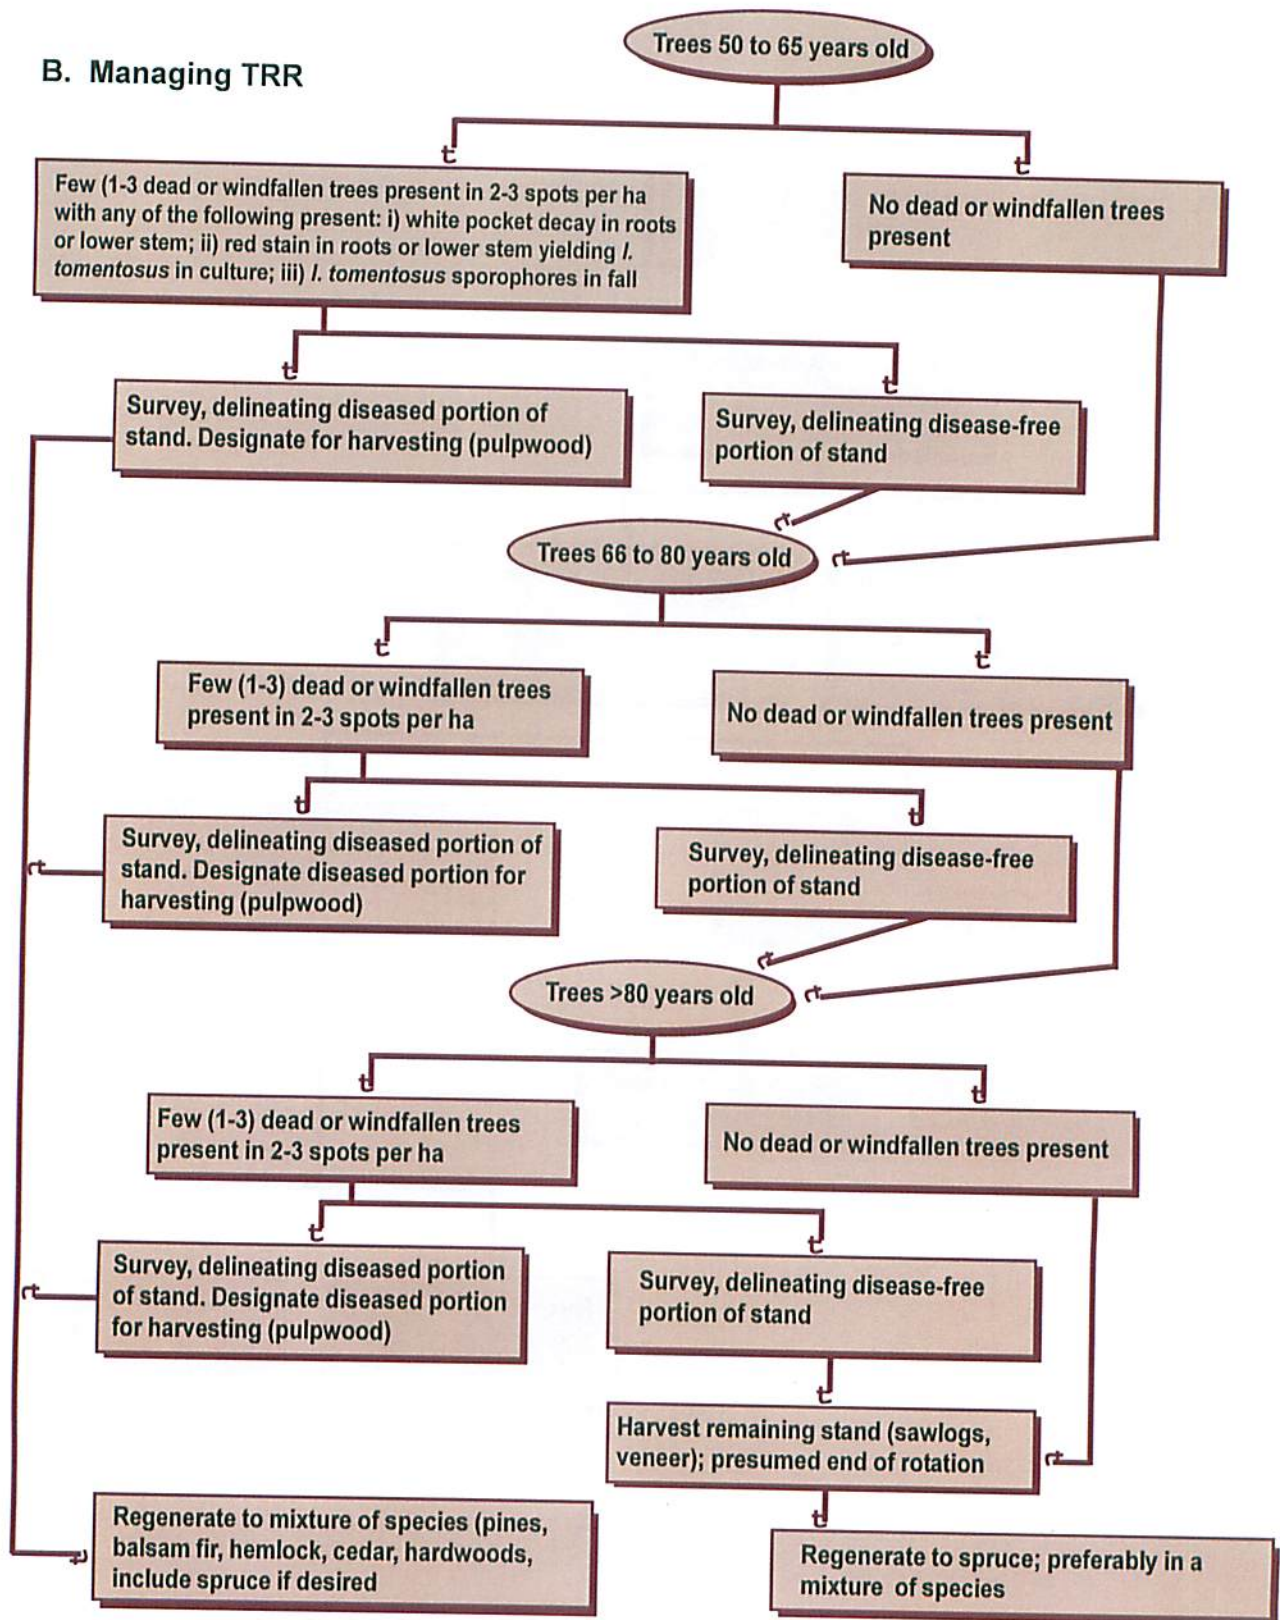 B. Managing TRR
Trees 50 to 65 years old
Few (1-3 dead or windfallen trees present in 2-3 spots per ha
with any of the following present: i) white pocket decay in roots
or lower stem; ii) red stain in roots or lower stem yielding I.
tomentosus in culture; iii) I. tomentosus sporophores in fall
No dead or windfallen trees
present
Survey, delineating diseased portion of
stand. Designate for harvesting (pulpwood)
Survey, delineating disease-free
portion of stand
Trees 66 to 80 years old
Few (1-3) dead or windfallen trees
present in 2-3 spots per ha
No dead or windfallen trees present
Survey, delineating diseased portion of
stand. Designate diseased portion for
harvesting (pulpwood)
Survey, delineating disease-free
portion of stand
Trees >80 years old
Few (1-3) dead or windfallen trees
present in 2-3 spots per ha
No dead or windfallen trees present
Survey, delineating diseased portion
of stand. Designate diseased portion
for harvesting (pulpwood)
Survey, delineating disease-free
portion of stand
Harvest remaining stand (sawlogs,
veneer); presumed end of rotation
Regenerate to mixture of species (pines,
balsam fir, hemlock, cedar, hardwoods,
include spruce if desired
Regenerate to spruce; preferably in a
mixture of species